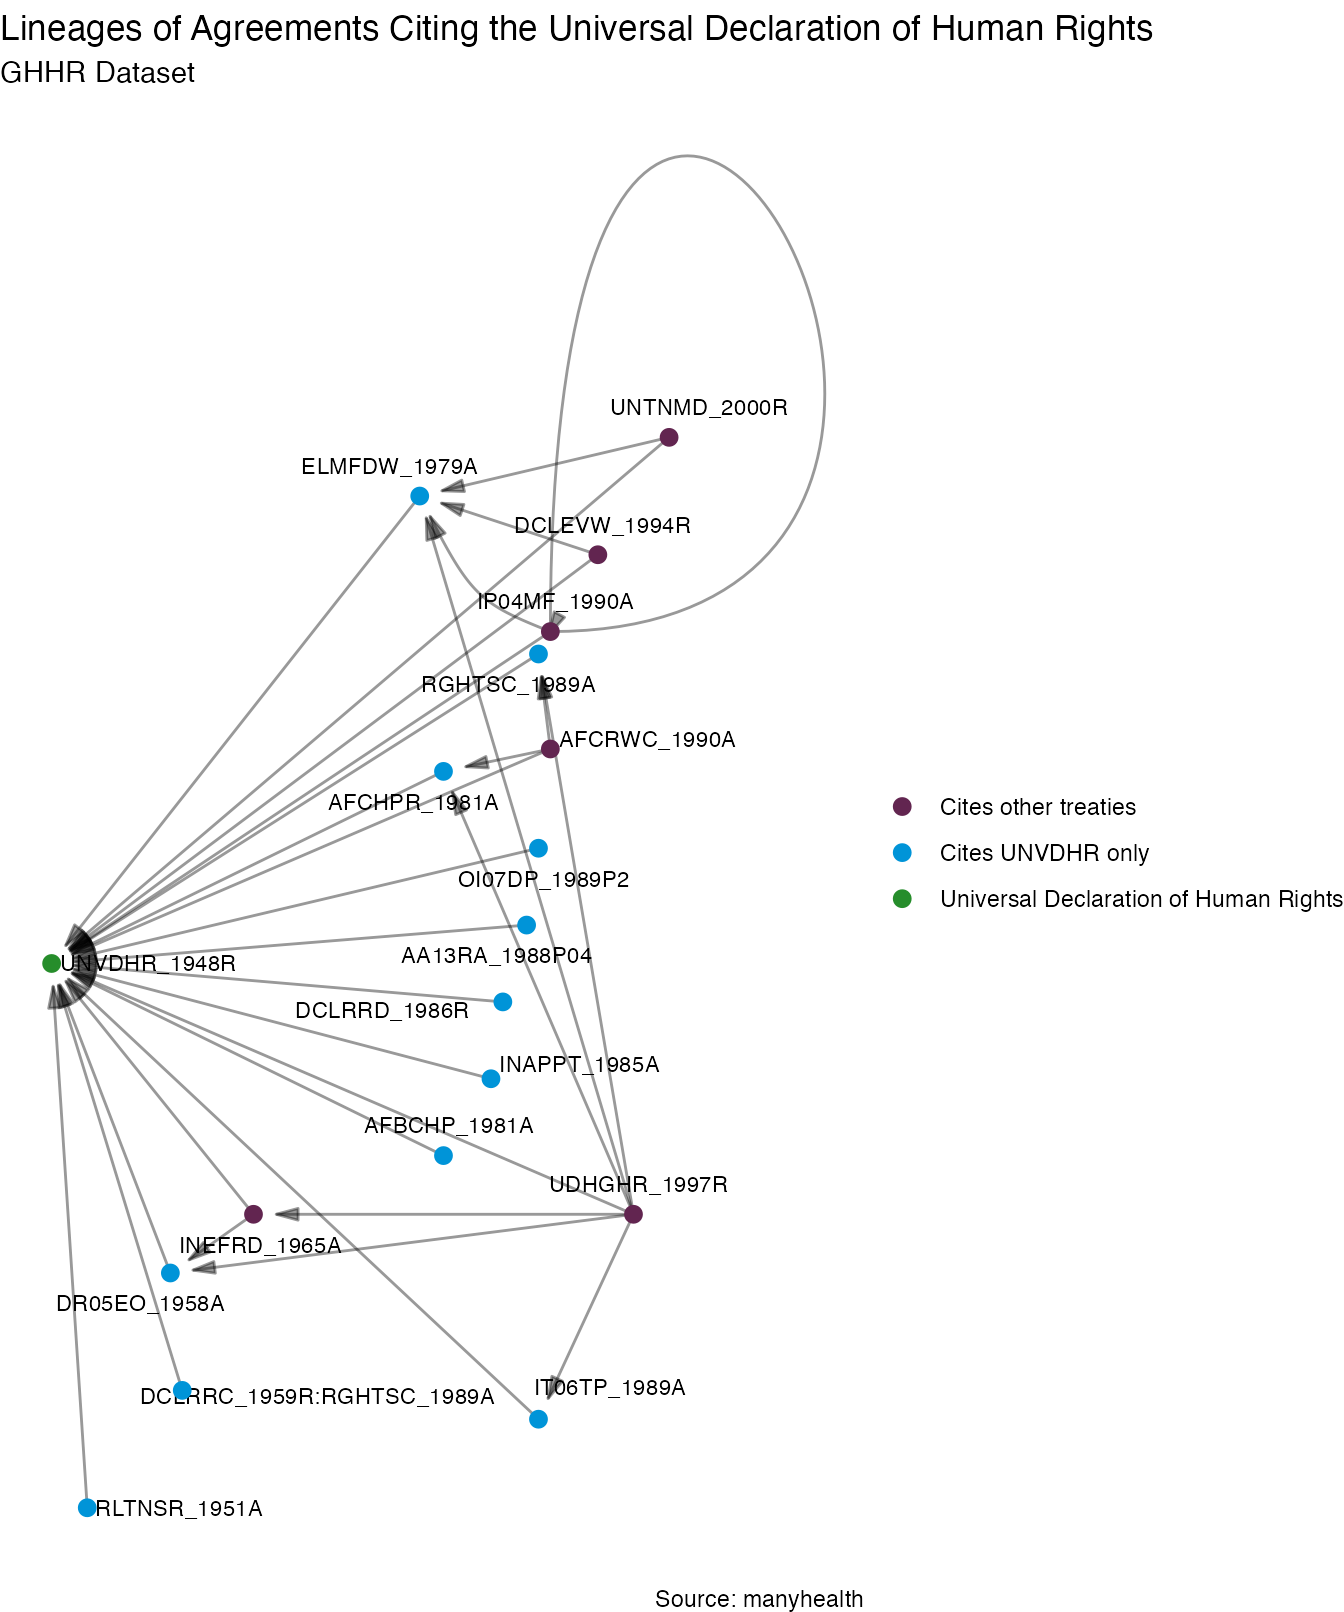 Lineages of Agreements Citing the Universal Declaration of Human Rights
GHHR Dataset
UNTNMD_2000R
ELMFDW_1979A
DCLEVW_1994R
IP04MF_1990A
RGHTSC_1989A
AFCRWC_1990A
AFCHPR_1981A
Cites other treaties
Cites UNVDHR only
OI07DP_1989P2
Universal Declaration of Human Rights
AA13RA_1988P04
UNVDHR_1948R
DCLRRD_1986R
INAPPT_1985A
AFBCHP_1981A
UDHGHR_1997R
INEFRD_1965A
DR05EO_1958A
IT06TP_1989A
DCLRRC_1959R:RGHTSC_1989A
RLTNSR_1951A
Source: manyhealth